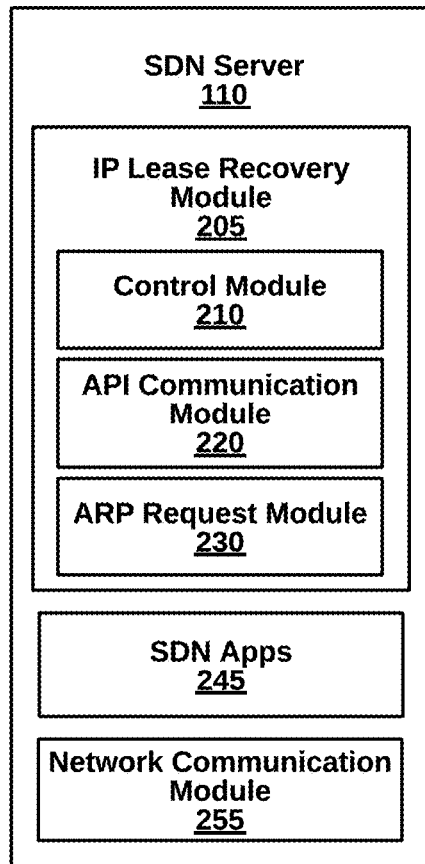 SDN Server
110
IP Lease Recovery
Module
205
Control Module
210
API Communication
Module
220
ARP Request Module
230
SDN Apps
245
Network Communication
Module
255